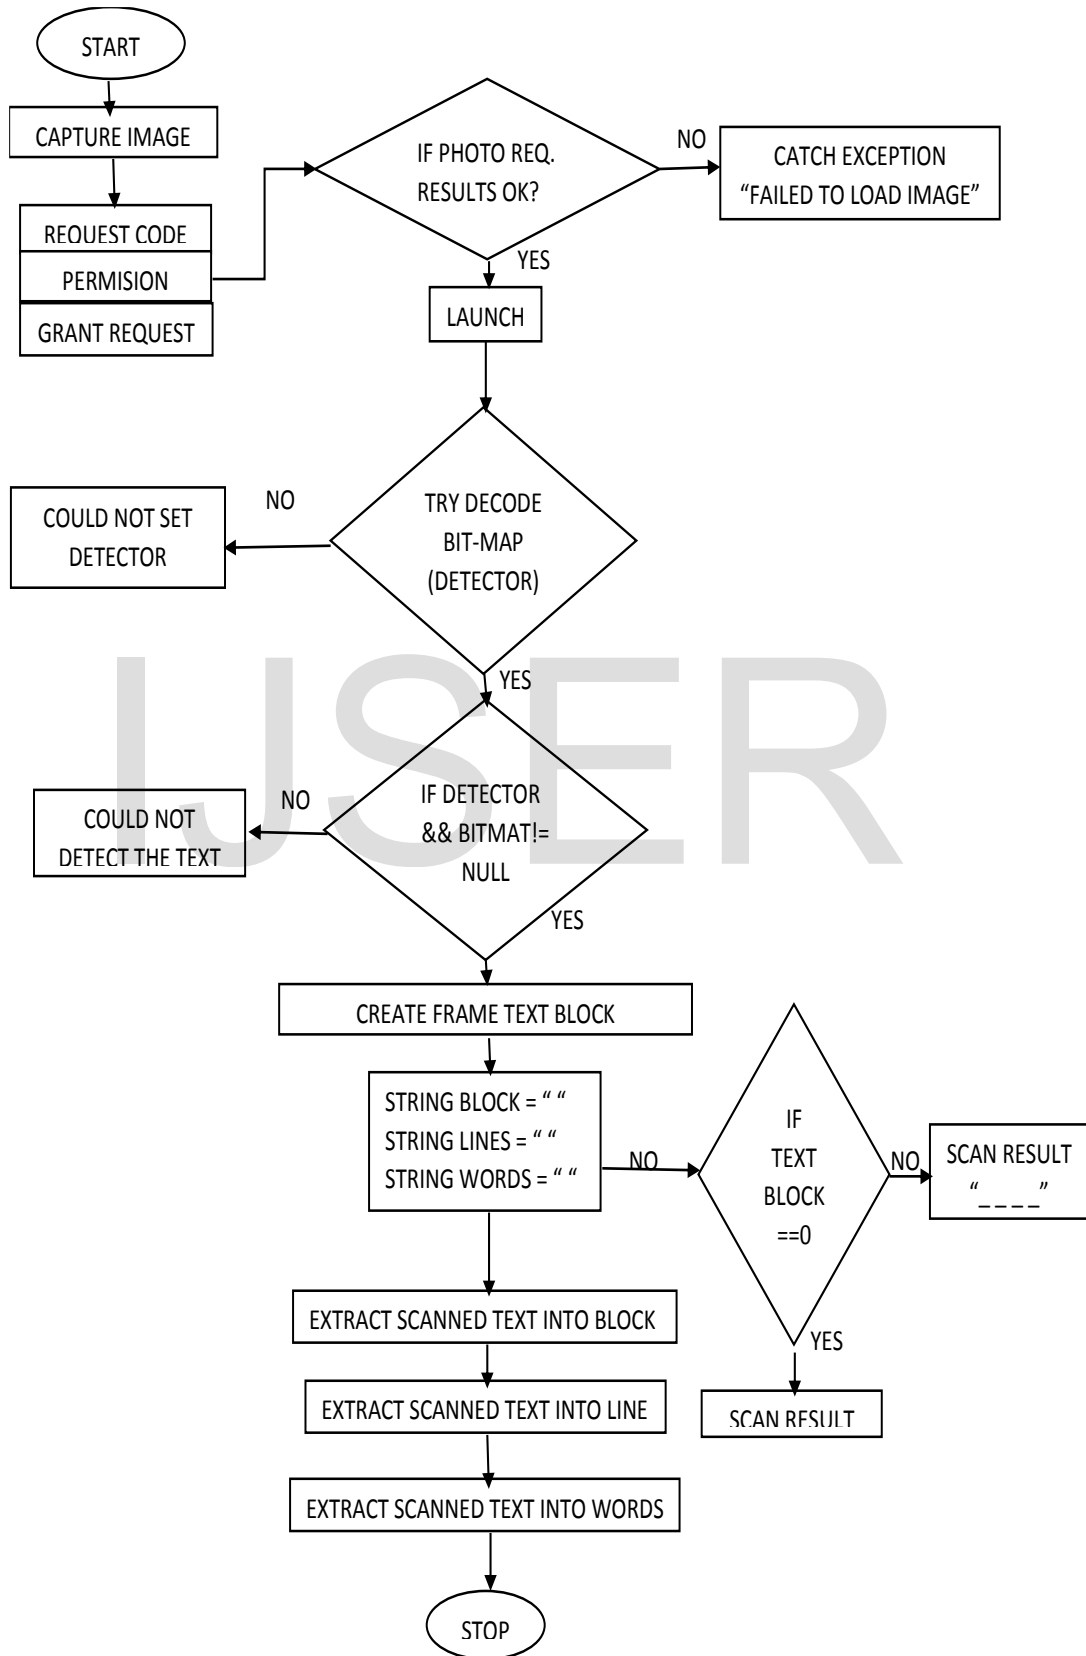 START
CAPTURE IMAGE
REQUEST CODE
PERMISION
GRANT REQUEST
IF PHOTO REQ.
RESULTS OK?
NO
CATCH EXCEPTION
“FAILED TO LOAD IMAGE”
YES
LAUNCH
TRY DECODE
BIT-MAP
(DETECTOR)
NO
COULD NOT SET
DETECTOR
YES
IJSER
IF DETECTOR
&& BITMAT!=
NULL
NO
COULD NOT
DETECT THE TEXT
YES
CREATE FRAME TEXT BLOCK
STRING BLOCK = “ “
STRING LINES = “ “
STRING WORDS = “ “
NO
IF
TEXT
BLOCK
==0
NO
SCAN RESULT
“_ _ _ _”
YES
SCAN RESULT
EXTRACT SCANNED TEXT INTO BLOCK
EXTRACT SCANNED TEXT INTO LINE
EXTRACT SCANNED TEXT INTO WORDS
STOP